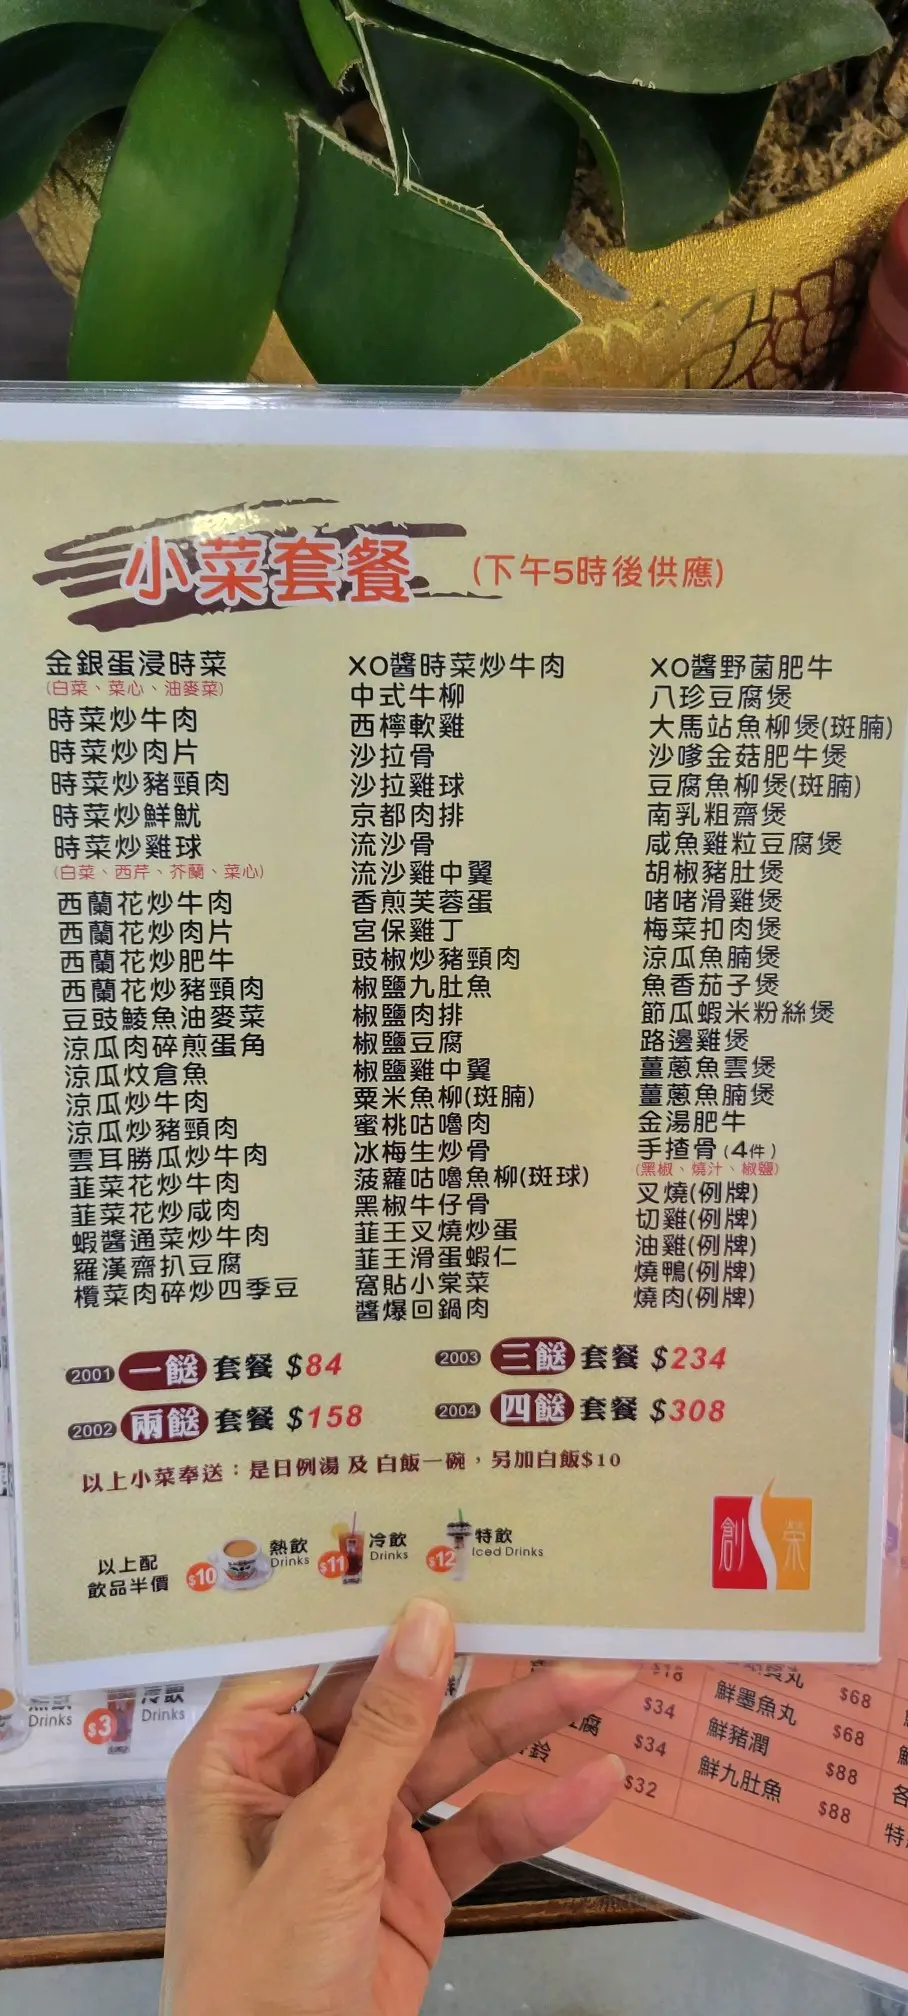 小菜套餐 (下午5時後供應)
金銀蛋浸時菜
(白菜、菜心、油麥菜)
時菜炒牛肉
時菜炒肉片
時菜炒豬頸肉
時菜炒鮮魷
時菜炒雞球
(白菜、西芹、芥蘭、菜心)
西蘭花炒牛肉
西蘭花炒肉片
西蘭花炒肥牛
西蘭花炒豬頸肉
豆豉鯪魚油麥菜
涼瓜肉碎煎蛋角
涼瓜炆倉魚
涼瓜炒牛肉
涼瓜炒豬頸肉
雲耳勝瓜炒牛肉
韮菜花炒牛肉
韮菜花炒咸肉
蝦醬通菜炒牛肉
羅漢齋扒豆腐
欖菜肉碎炒四季豆
XO醬時菜炒牛肉
中式牛柳
西檸軟雞
沙拉骨
沙拉雞球
京都肉排
流沙骨
流沙雞中翼
香煎芙蓉蛋
宮保雞丁
豉椒炒豬頸肉
椒鹽九肚魚
椒鹽肉排
椒鹽豆腐
椒鹽雞中翼
粟米魚柳(斑腩)
蜜桃咕嚕肉
冰梅生炒骨
菠蘿咕嚕魚柳(斑球)
黑椒牛仔骨
韮王叉燒炒蛋
韮王滑蛋蝦仁
窩貼小棠菜
醬爆回鍋肉
XO醬野菌肥牛
八珍豆腐煲
大馬站魚柳煲(斑腩)
沙嗲金菇肥牛煲
豆腐魚柳煲(斑腩)
南乳粗齋煲
咸魚雞粒豆腐煲
胡椒豬肚煲
啫啫滑雞煲
梅菜扣肉煲
涼瓜魚腩煲
魚香茄子煲
節瓜蝦米粉絲煲
路邊雞煲
薑蔥魚雲煲
薑蔥魚腩煲
金湯肥牛
手揸骨(4件)
(黑椒、燒汁、椒鹽)
叉燒(例牌)
切雞(例牌)
油雞(例牌)
燒鴨(例牌)
燒肉(例牌)
2001 一餸 套餐 $84
2003 三餸 套餐 $234
2002 兩餸 套餐 $158
2004 四餸 套餐 $308
以上小菜奉送：是日例湯 及 白飯一碗，另加白飯$10
以上配
飲品半價
$10 熱飲
Drinks
$11 冷飲
Drinks
$12 特飲
Iced Drinks
創 榮
熱飲
Drinks
$3 冷飲
Drinks
$18
$34
腐 $34
鈴 $32
丸 $68
鮮墨魚丸 $68
鮮豬潤 $88
鮮九肚魚 $88
各
特